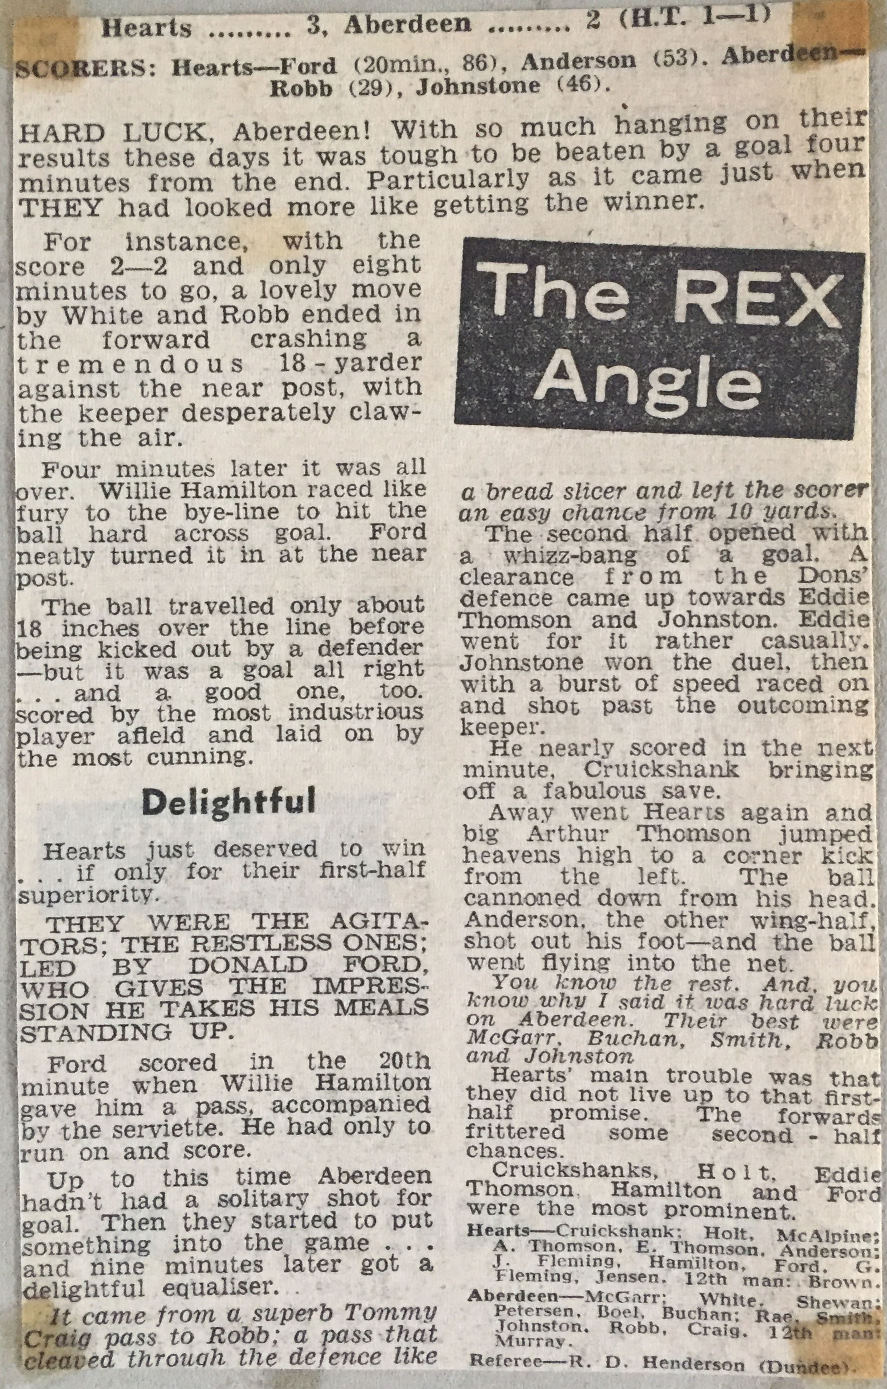 Hearts ......... 3, Aberdeen ......... 2 (H.T. 1—1)
SCORERS: Hearts—Ford (20min., 86), Anderson (53). Aberdeen—
Robb (29), Johnstone (46).
HARD LUCK, Aberdeen! With so much hanging on their
results these days it was tough to be beaten by a goal four
minutes from the end. Particularly as it came just when
THEY had looked more like getting the winner.
For instance, with the
score 2—2 and only eight
minutes to go, a lovely move
by White and Robb ended in
the forward crashing a
tremendous 18-yarder
against the near post, with
the keeper desperately claw-
ing the air.
Four minutes later it was all
over. Willie Hamilton raced like
fury to the bye-line to hit the
ball hard across goal. Ford
neatly turned it in at the near
post.
The ball travelled only about
18 inches over the line before
being kicked out by a defender
—but it was a goal all right
. . . and a good one, too.
scored by the most industrious
player afield and laid on by
the most cunning.
Delightful
Hearts just deserved to win
. . . if only for their first-half
superiority.
THEY WERE THE AGITA-
TORS; THE RESTLESS ONES;
LED BY DONALD FORD,
WHO GIVES THE IMPRES-
SION HE TAKES HIS MEALS
STANDING UP.
Ford scored in the 20th
minute when Willie Hamilton
gave him a pass, accompanied
by the serviette. He had only to
run on and score.
Up to this time Aberdeen
hadn't had a solitary shot for
goal. Then they started to put
something into the game . . .
and nine minutes later got a
delightful equaliser.
It came from a superb Tommy
Craig pass to Robb; a pass that
cleaved through the defence like
The REX
Angle
a bread slicer and left the scorer
an easy chance from 10 yards.
The second half opened with
a whizz-bang of a goal. A
clearance from the Dons'
defence came up towards Eddie
Thomson and Johnston. Eddie
went for it rather casually.
Johnstone won the duel, then
with a burst of speed raced on
and shot past the outcoming
keeper.
He nearly scored in the next
minute, Cruickshank bringing
off a fabulous save.
Away went Hearts again and
big Arthur Thomson jumped
heavens high to a corner kick
from the left. The ball
cannoned down from his head.
Anderson, the other wing-half,
shot out his foot—and the ball
went flying into the net.
You know the rest. And, you
know why I said it was hard luck
on Aberdeen. Their best were
McGarr, Buchan, Smith, Robb
and Johnston
Hearts' main trouble was that
they did not live up to that first-
half promise. The forwards
frittered some second - half
chances.
Cruickshanks, Holt, Eddie
Thomson, Hamilton and Ford
were the most prominent.
Hearts—Cruickshank; Holt, McAlpine;
A. Thomson, E. Thomson, Anderson;
J. Fleming, Hamilton, Ford, G.
Fleming, Jensen. 12th man: Brown.
Aberdeen—McGarr; White, Shewan;
Petersen, Boel, Buchan; Rae, Smith,
Johnston, Robb, Craig. 12th man:
Murray.
Referee—R. D. Henderson (Dundee).